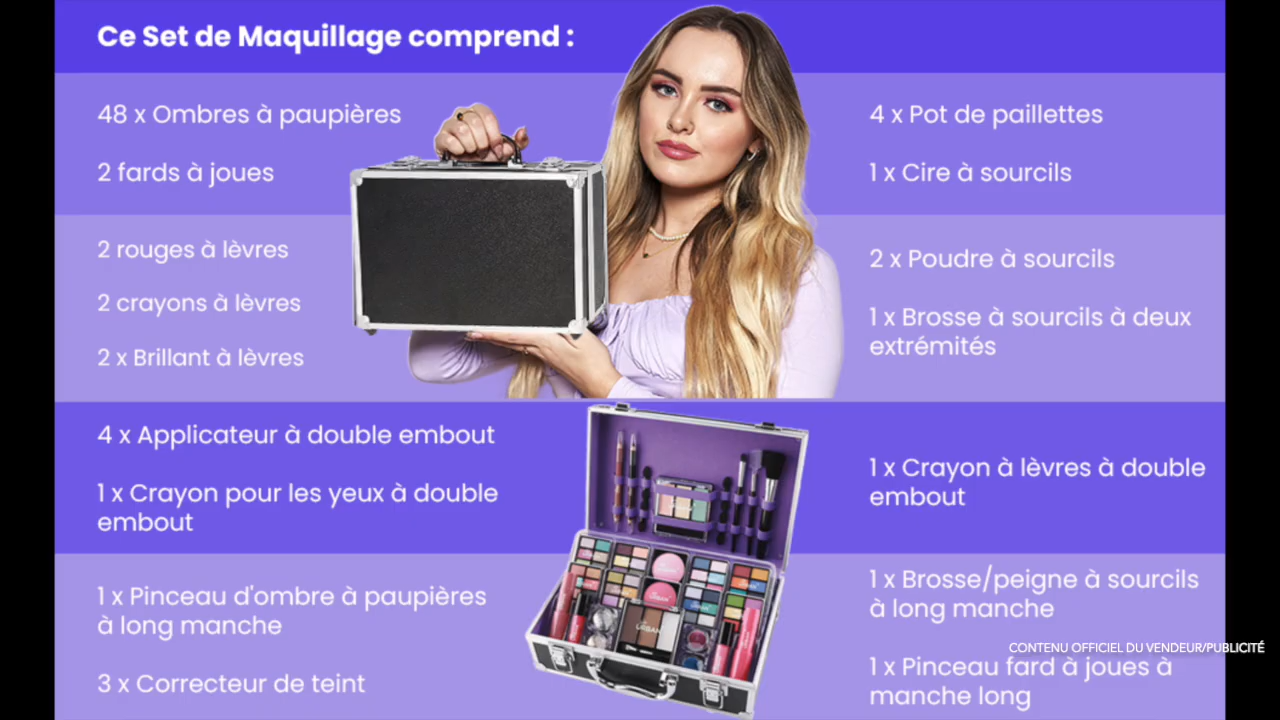 Ce Set de Maquillage comprend :
48 x Ombres à paupières
2 fards à joues
2 rouges à lèvres
2 crayons à lèvres
2 x Brillant à lèvres
4 x Applicateur à double embout
1 x Crayon pour les yeux à double
embout
1 x Pinceau d'ombre à paupières
à long manche
3 x Correcteur de teint
4 x Pot de paillettes
1 x Cire à sourcils
2 x Poudre à sourcils
1 x Brosse à sourcils à deux
extrémités
1 x Crayon à lèvres à double
embout
1 x Brosse/peigne à sourcils
à long manche
CONTENU OFFICIEL DU VENDEUR/PUBLICITÉ
1 x Pinceau fard à joues à
manche long
URBAN